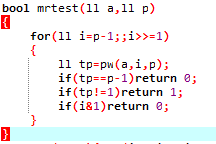 bool mrtest(ll a,ll p)
{
    for(ll i=p-1;;i>>=1)
    {
        ll tp=pw(a,i,p);
        if(tp==p-1)return 0;
        if(tp!=1)return 1;
        if(i&1)return 0;
    }
}